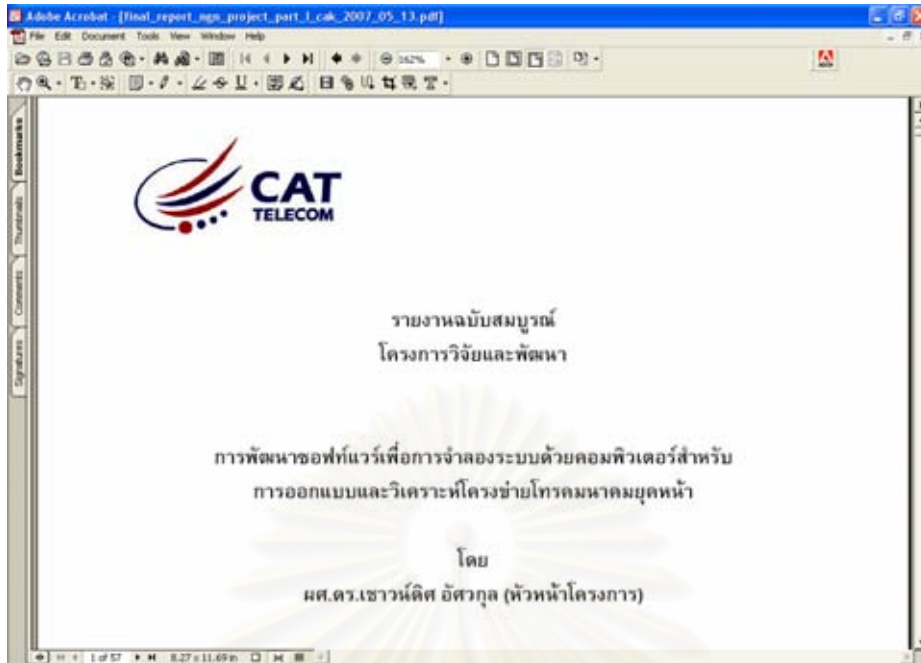 Adobe Acrobat - [final_report_ngn_project_part_I_cak_2007_05_13.pdf]
File Edit Document Tools View Window Help
162%
Bookmarks
Thumbnails
Comments
Signatures
CAT
TELECOM
รายงานฉบับสมบูรณ์
โครงการวิจัยและพัฒนา
การพัฒนาซอฟท์แวร์เพื่อการจำลองระบบด้วยคอมพิวเตอร์สำหรับ
การออกแบบและวิเคราะห์โครงข่ายโทรคมนาคมยุคหน้า
โดย
ผศ.ดร.เชาวน์ดิศ อัศวกุล (หัวหน้าโครงการ)
1 of 57 8.27 x 11.69 in